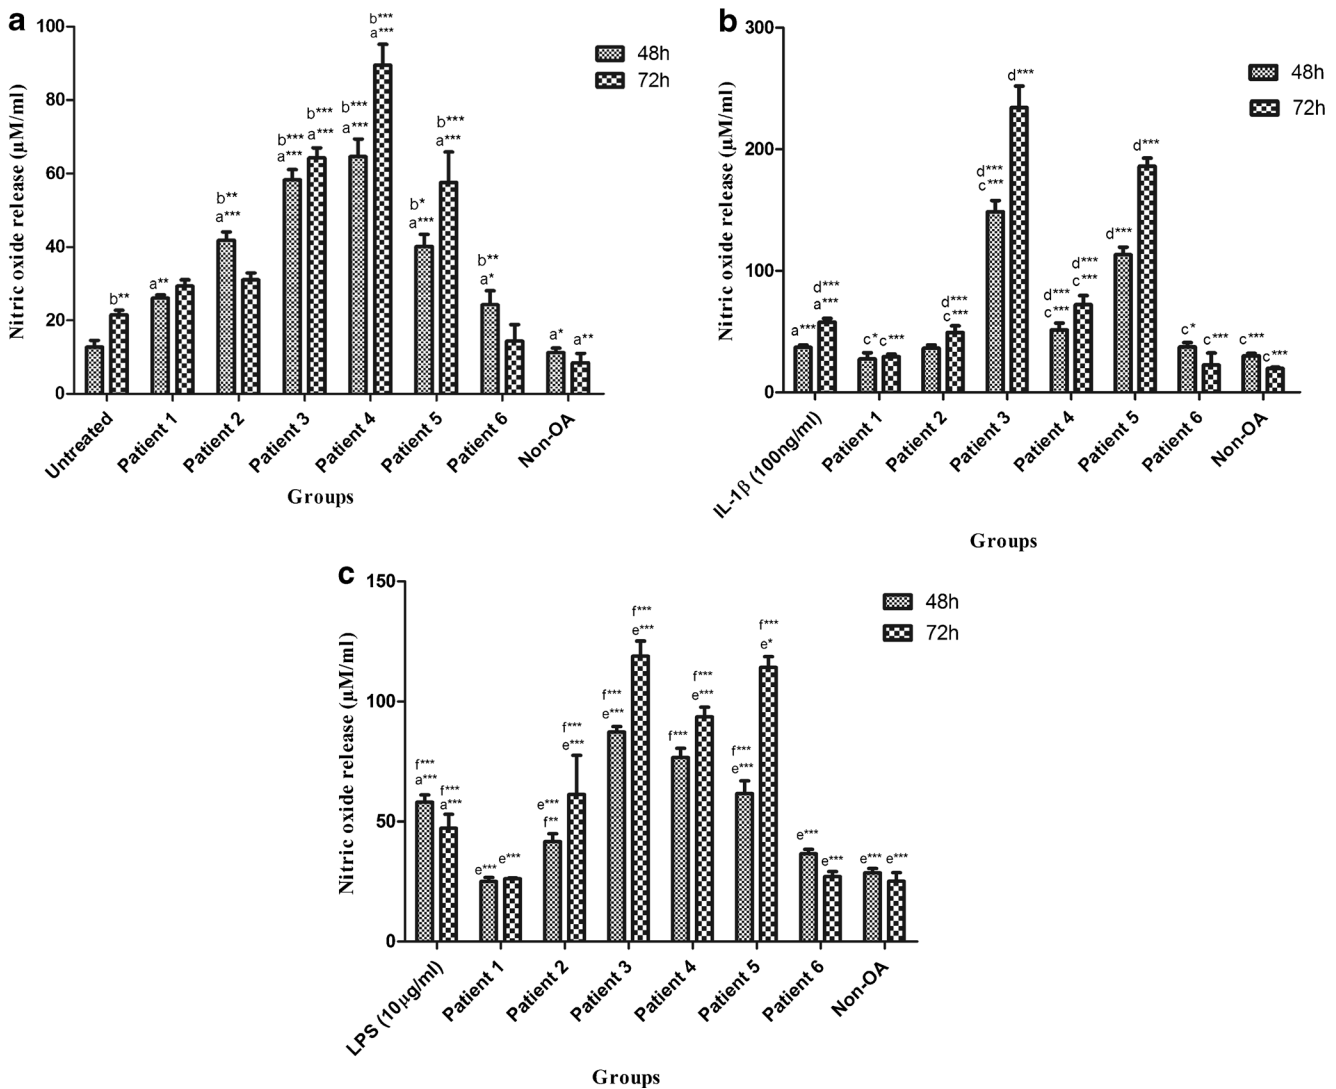 a
100
80
60
40
20
0
Nitric oxide release (µM/ml)
48h
72h
b**
a**
b**
a***
b***
a***
b***
a***
b***
a***
b***
a***
b*
a***
b***
a***
b**
a*
a*
a**
Untreated
Patient 1
Patient 2
Patient 3
Patient 4
Patient 5
Patient 6
Non-OA
Groups
b
300
200
100
0
Nitric oxide release (µM/ml)
48h
72h
a***
d***
a***
c*
c***
d***
c***
d***
c***
d***
d***
c***
d***
c***
d***
d***
c*
c***
c***
c***
IL-1β (100ng/ml)
Patient 1
Patient 2
Patient 3
Patient 4
Patient 5
Patient 6
Non-OA
Groups
c
150
100
50
0
Nitric oxide release (µM/ml)
48h
72h
f***
a***
f***
a***
e***
e***
e***
f**
f***
e***
f***
e***
f***
e***
f***
f***
e***
f***
e***
f***
e*
e***
e***
e***
e***
LPS (10µg/ml)
Patient 1
Patient 2
Patient 3
Patient 4
Patient 5
Patient 6
Non-OA
Groups